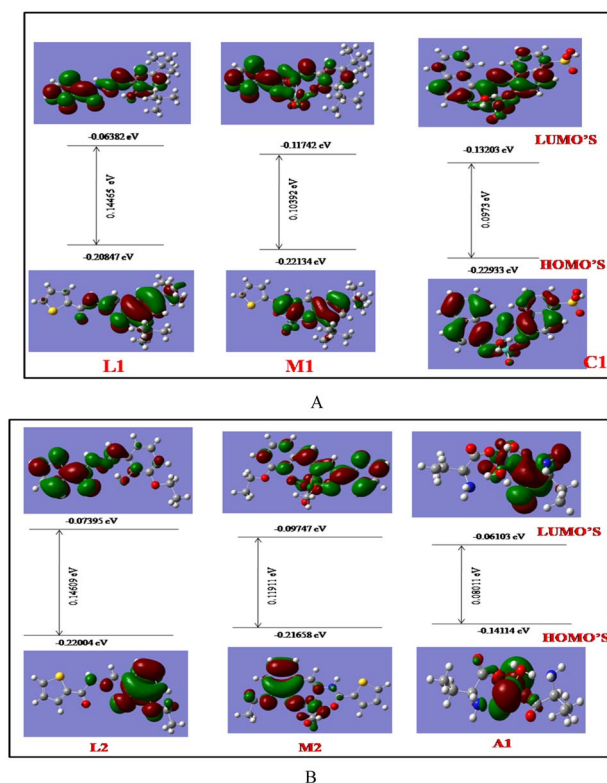 -0.06382 eV
-0.11742 eV
-0.13203 eV
LUMO'S
0.14465 eV
0.10392 eV
0.0973 eV
-0.20847 eV
-0.22134 eV
-0.22933 eV
HOMO'S
L1
M1
C1
A
-0.07395 eV
-0.09747 eV
-0.06103 eV
LUMO'S
0.14609 eV
0.11911 eV
0.08011 eV
-0.22004 eV
-0.21658 eV
-0.14114 eV
HOMO'S
L2
M2
A1
B